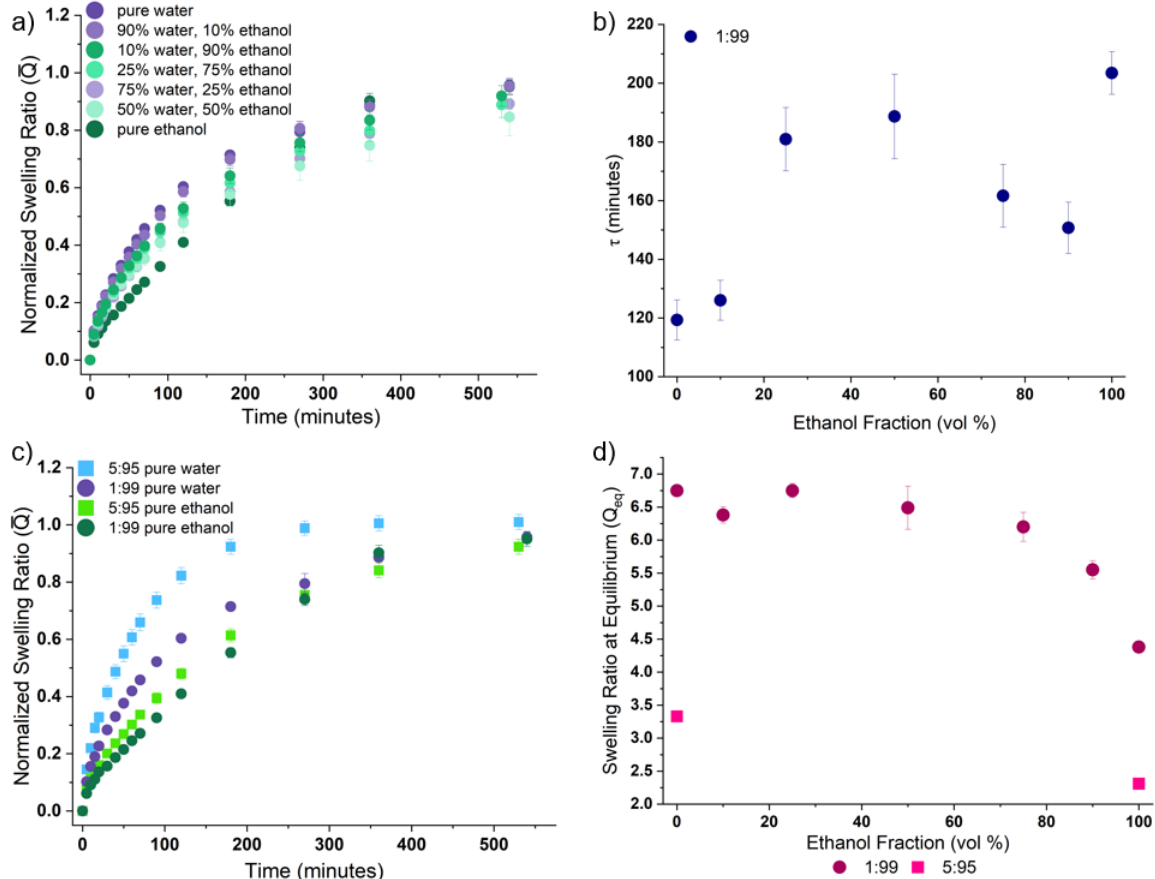 a)
1.2
1.0
0.8
0.6
0.4
0.2
0.0
Normalized Swelling Ratio (Q̅)
pure water
90% water, 10% ethanol
10% water, 90% ethanol
25% water, 75% ethanol
75% water, 25% ethanol
50% water, 50% ethanol
pure ethanol
0 100 200 300 400 500
Time (minutes)
b)
220
200
180
160
140
120
100
τ (minutes)
1:99
0 20 40 60 80 100
Ethanol Fraction (vol %)
c)
1.2
1.0
0.8
0.6
0.4
0.2
0.0
Normalized Swelling Ratio (Q̅)
5:95 pure water
1:99 pure water
5:95 pure ethanol
1:99 pure ethanol
0 100 200 300 400 500
Time (minutes)
d)
7.0
6.5
6.0
5.5
5.0
4.5
4.0
3.5
3.0
2.5
2.0
Swelling Ratio at Equilibrium (Qeq)
0 20 40 60 80 100
Ethanol Fraction (vol %)
1:99 5:95